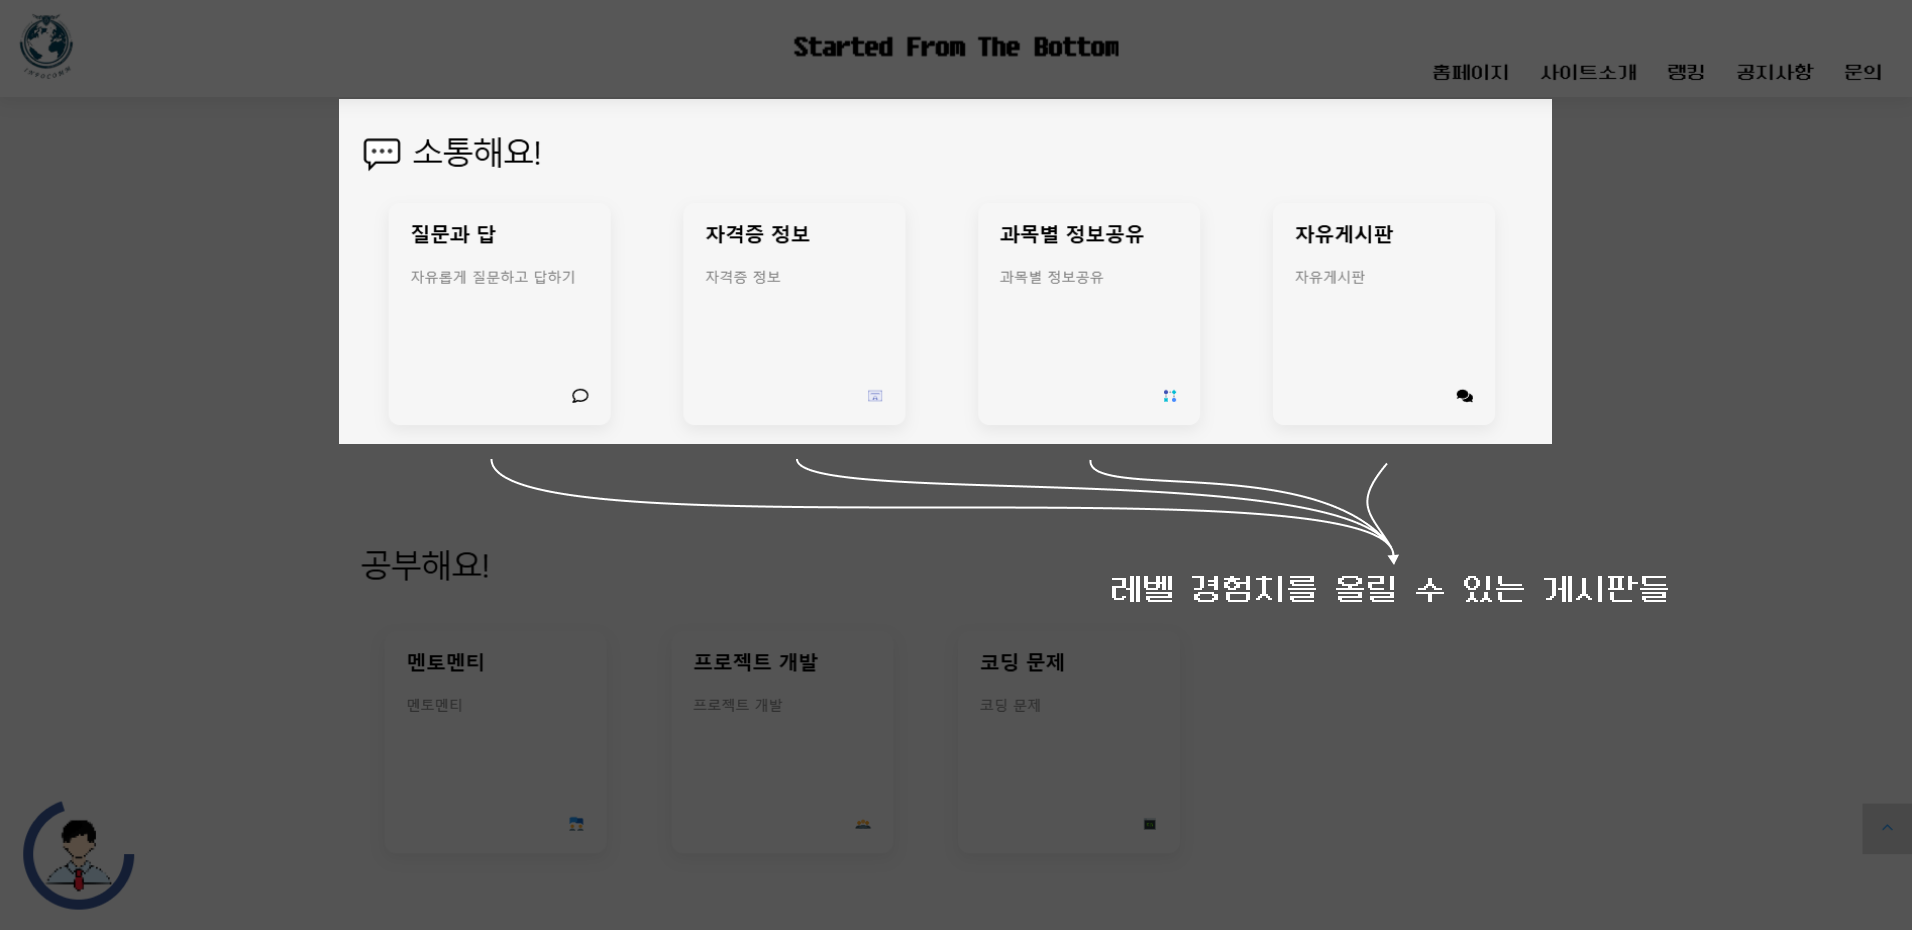 INVOCOMM
Started From The Bottom
홈페이지 사이트소개 랭킹 공지사항 문의
소통해요!
질문과 답
자유롭게 질문하고 답하기
자격증 정보
자격증 정보
과목별 정보공유
과목별 정보공유
자유게시판
자유게시판
공부해요!
레벨 경험치를 올릴 수 있는 게시판들
멘토멘티
멘토멘티
프로젝트 개발
프로젝트 개발
코딩 문제
코딩 문제